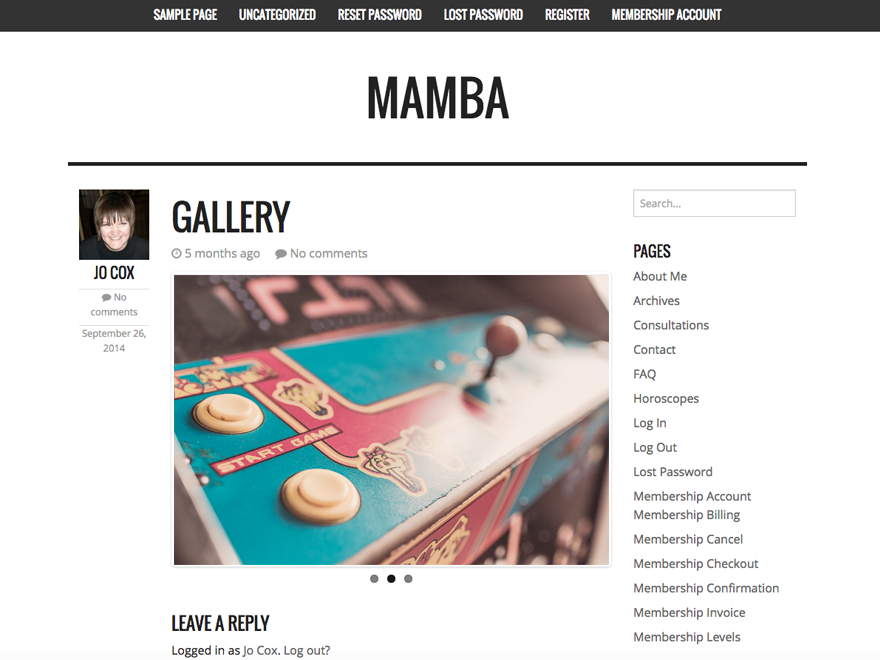 SAMPLE PAGE UNCATEGORIZED RESET PASSWORD LOST PASSWORD REGISTER MEMBERSHIP ACCOUNT
MAMBA
JO COX
No
comments
September 26,
2014
GALLERY
5 months ago No comments
START GAME
LEAVE A REPLY
Logged in as Jo Cox. Log out?
Search...
PAGES
About Me
Archives
Consultations
Contact
FAQ
Horoscopes
Log In
Log Out
Lost Password
Membership Account
Membership Billing
Membership Cancel
Membership Checkout
Membership Confirmation
Membership Invoice
Membership Levels